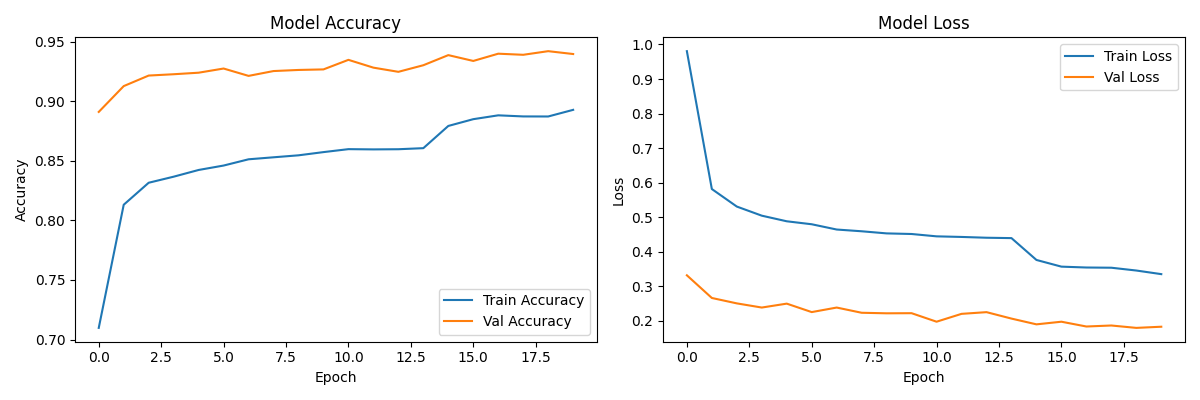 Model Accuracy
Accuracy
0.95
0.90
0.85
0.80
0.75
0.70
Train Accuracy
Val Accuracy
0.0 2.5 5.0 7.5 10.0 12.5 15.0 17.5
Epoch
Model Loss
Loss
1.0
0.9
0.8
0.7
0.6
0.5
0.4
0.3
0.2
Train Loss
Val Loss
0.0 2.5 5.0 7.5 10.0 12.5 15.0 17.5
Epoch